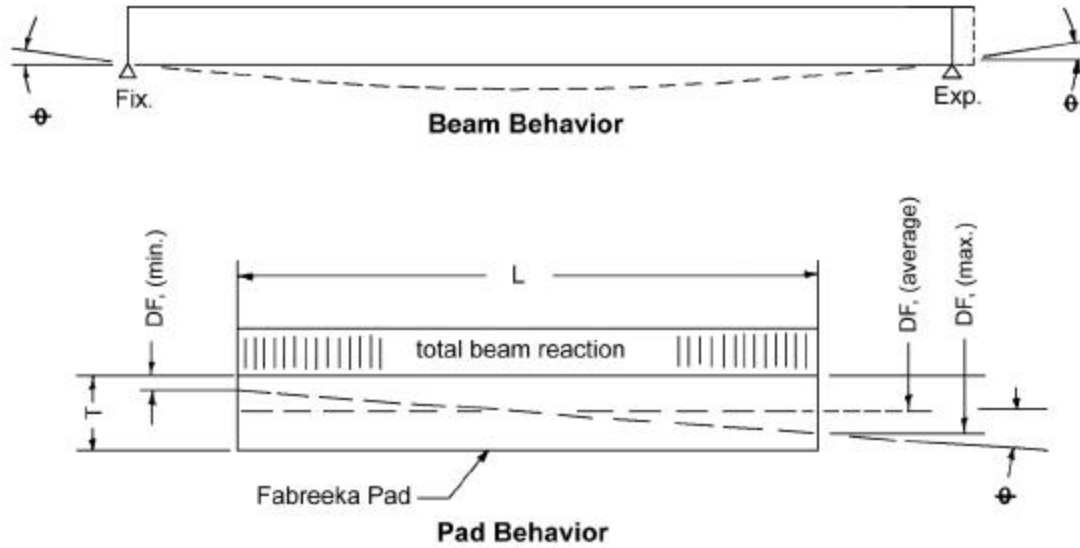 Fix.
Exp.
θ
θ
Beam Behavior
DF, (min.)
L
DF, (average)
DF, (max.)
total beam reaction
T
θ
Fabreeka Pad
Pad Behavior